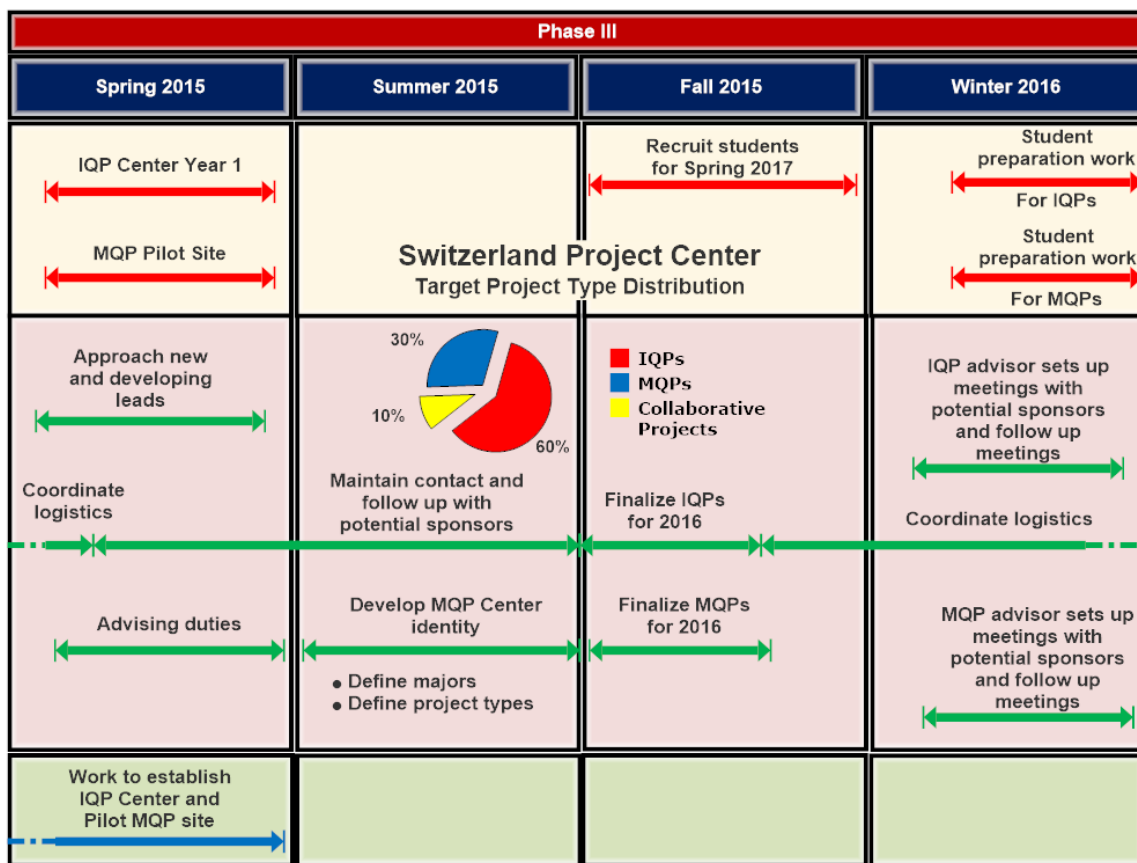 Phase III
Spring 2015
Summer 2015
Fall 2015
Winter 2016
IQP Center Year 1
MQP Pilot Site
Recruit students
for Spring 2017
Student
preparation work
For IQPs
Student
preparation work
For MQPs
Switzerland Project Center
Target Project Type Distribution
30%
10%
60%
IQPs
MQPs
Collaborative
Projects
Approach new
and developing
leads
IQP advisor sets up
meetings with
potential sponsors
and follow up
meetings
Coordinate
logistics
Maintain contact and
follow up with
potential sponsors
Finalize IQPs
for 2016
Coordinate logistics
Advising duties
Develop MQP Center
identity
• Define majors
• Define project types
Finalize MQPs
for 2016
MQP advisor sets up
meetings with
potential sponsors
and follow up
meetings
Work to establish
IQP Center and
Pilot MQP site